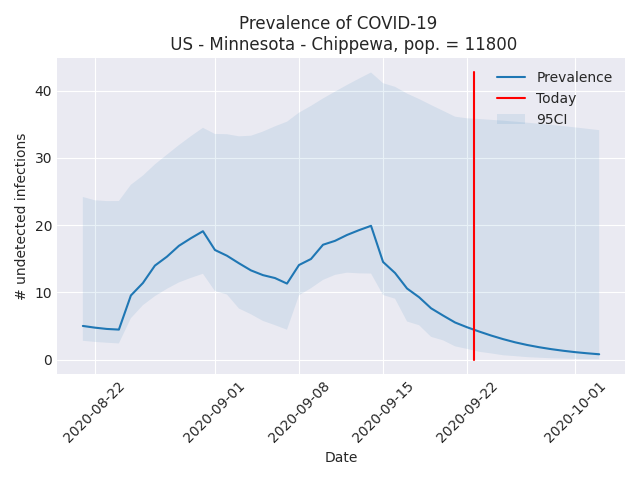 Prevalence of COVID-19
US - Minnesota - Chippewa, pop. = 11800
# undetected infections
40
30
20
10
0
Prevalence
Today
95CI
2020-08-22
2020-09-01
2020-09-08
2020-09-15
2020-09-22
2020-10-01
Date